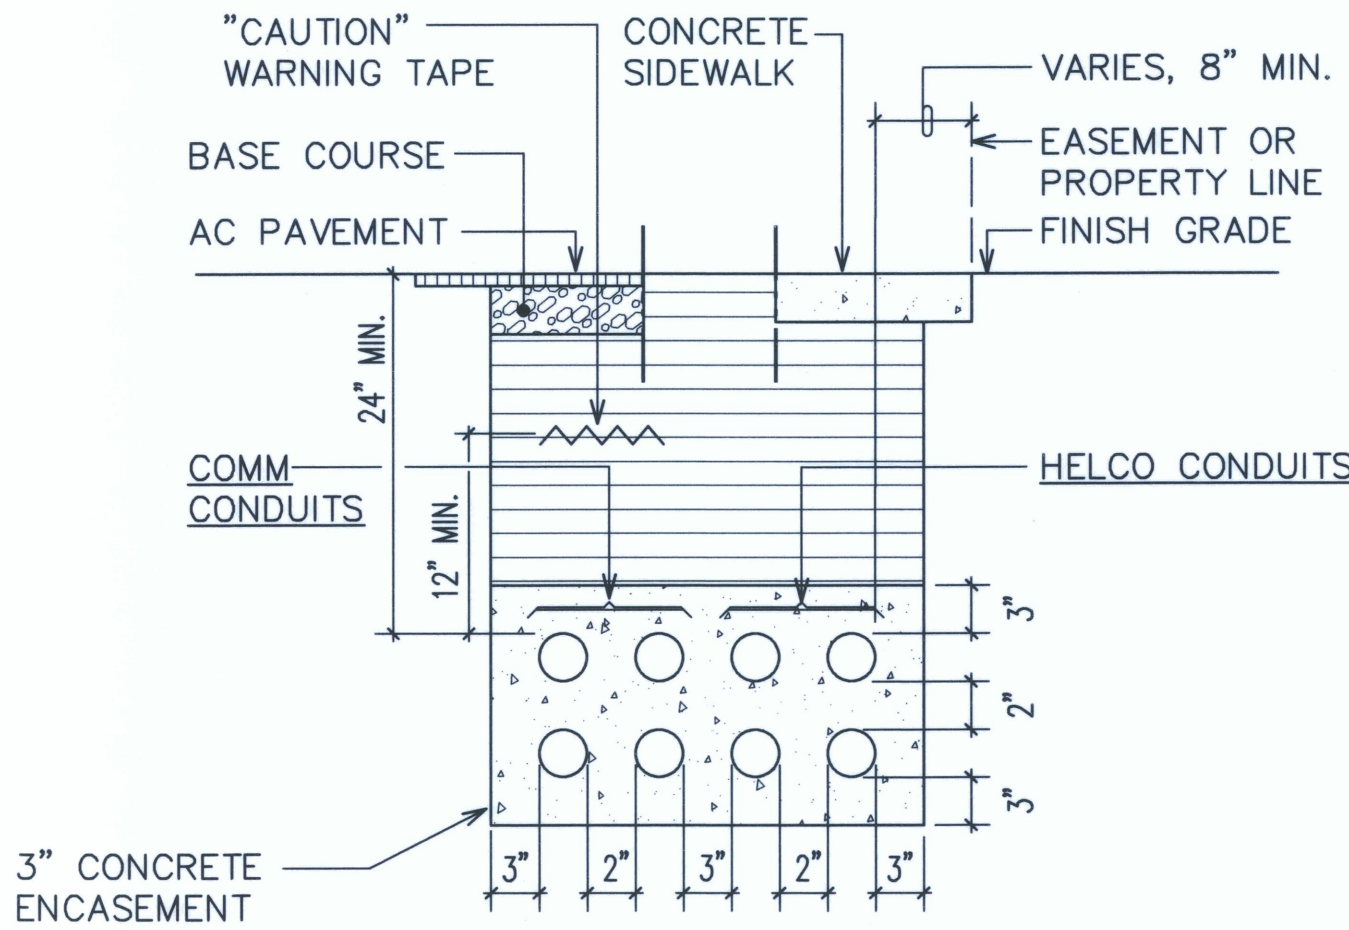 ”CAUTION”
WARNING TAPE
CONCRETE
SIDEWALK
VARIES, 8” MIN.
BASE COURSE
EASEMENT OR
PROPERTY LINE
AC PAVEMENT
FINISH GRADE
24” MIN.
COMM
CONDUITS
HELCO CONDUITS
12” MIN.
3”
2”
3”
3” CONCRETE
ENCASEMENT
3”
2”
3”
2”
3”